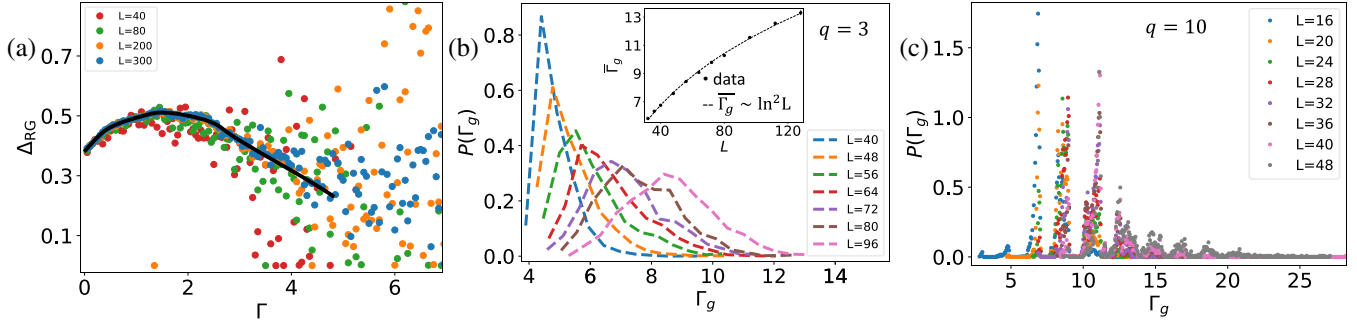 (a)
L=40
L=80
L=200
L=300
Δ_RG
0.7
0.5
0.3
0.1
0
2
4
6
Γ
(b)
q = 3
P(Γ_g)
0.8
0.6
0.4
0.2
0.0
4
6
8
10
12
14
Γ_g
Γ̅_g
13
11
9
7
40
80
120
L
data
-- Γ̅_g ~ ln²L
L=40
L=48
L=56
L=64
L=72
L=80
L=96
(c)
q = 10
P(Γ_g)
1.5
1.0
0.5
0.0
5
10
15
20
25
Γ_g
L=16
L=20
L=24
L=28
L=32
L=36
L=40
L=48